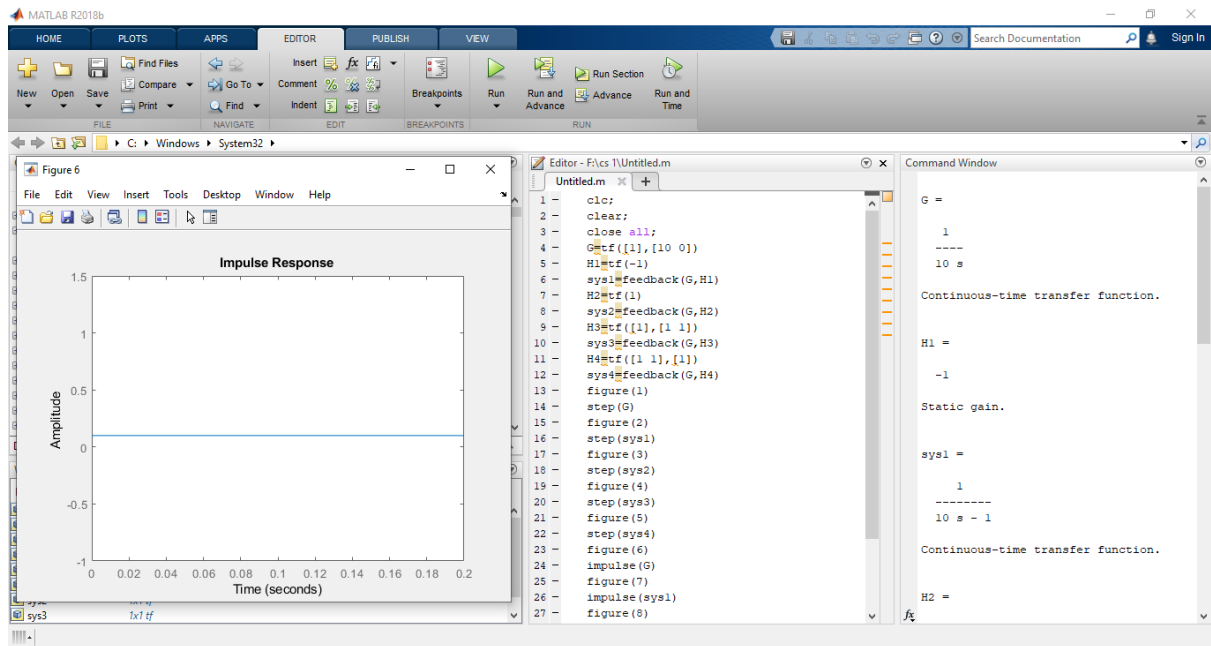 MATLAB R2018b
HOME PLOTS APPS EDITOR PUBLISH VIEW
Search Documentation Sign In
New Open Save
Find Files
Compare
Print
Go To
Find
Insert fx
Comment
Indent
Breakpoints
Run
Run and Advance
Run Section
Advance
Run and Time
FILE NAVIGATE EDIT BREAKPOINTS RUN
C: Windows System32
Figure 6
File Edit View Insert Tools Desktop Window Help
Impulse Response
Amplitude
1.5
1
0.5
0
-0.5
-1
0 0.02 0.04 0.06 0.08 0.1 0.12 0.14 0.16 0.18 0.2
Time (seconds)
sys3 1x1 tf
Editor - F:\cs 1\Untitled.m
Untitled.m +
1 - clc;
2 - clear;
3 - close all;
4 - G=tf([1],[10 0])
5 - H1=tf(-1)
6 - sys1=feedback(G,H1)
7 - H2=tf(1)
8 - sys2=feedback(G,H2)
9 - H3=tf([1],[1 1])
10 - sys3=feedback(G,H3)
11 - H4=tf([1 1],[1])
12 - sys4=feedback(G,H4)
13 - figure(1)
14 - step(G)
15 - figure(2)
16 - step(sys1)
17 - figure(3)
18 - step(sys2)
19 - figure(4)
20 - step(sys3)
21 - figure(5)
22 - step(sys4)
23 - figure(6)
24 - impulse(G)
25 - figure(7)
26 - impulse(sys1)
27 - figure(8)
Command Window
G =
1
----
10 s
Continuous-time transfer function.
H1 =
-1
Static gain.
sys1 =
1
--------
10 s - 1
Continuous-time transfer function.
H2 =
fx